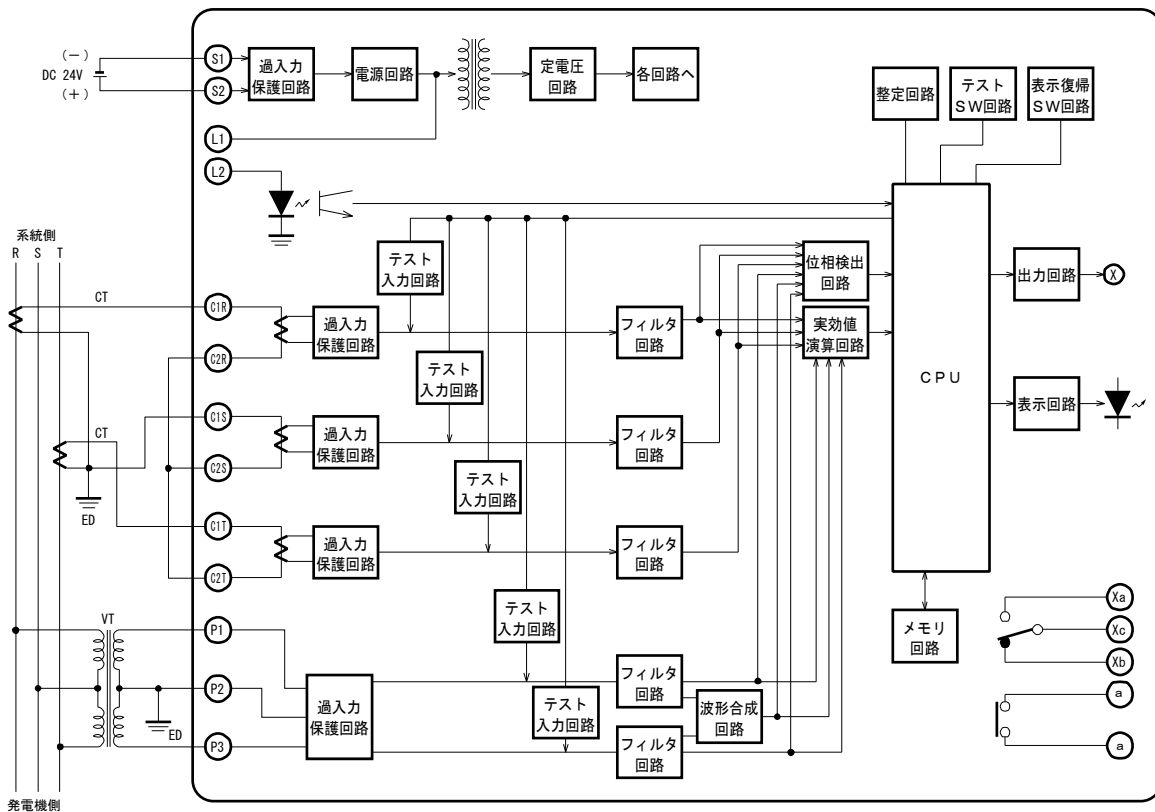 (－)
DC 24V
(＋)
S1
S2
L1
L2
過入力
保護回路
電源回路
定電圧
回路
各回路へ
整定回路
テスト
ＳＷ回路
表示復帰
ＳＷ回路
系統側
R S T
CT
C1R
C2R
過入力
保護回路
テスト
入力回路
フィルタ
回路
位相検出
回路
実効値
演算回路
ＣＰＵ
出力回路
X
表示回路
テスト
入力回路
CT
C1S
C2S
過入力
保護回路
フィルタ
回路
ED
テスト
入力回路
C1T
C2T
過入力
保護回路
フィルタ
回路
テスト
入力回路
メモリ
回路
Xa
Xc
Xb
a
a
VT
P1
P2
P3
ED
過入力
保護回路
テスト
入力回路
フィルタ
回路
波形合成
回路
フィルタ
回路
発電機側